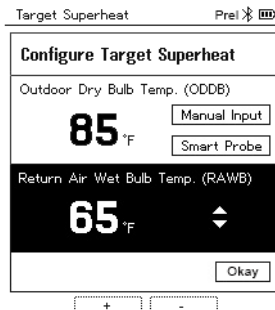 Target Superheat Prel
Configure Target Superheat
Outdoor Dry Bulb Temp. (ODDB)
85 °F
Manual Input
Smart Probe
Return Air Wet Bulb Temp. (RAWB)
65 °F
Okay
+ -